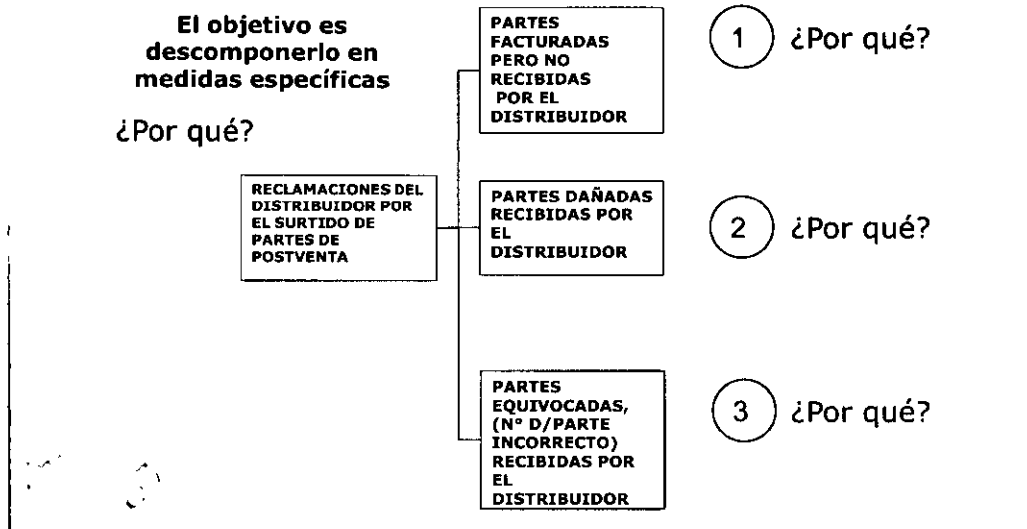 El objetivo es
descomponerlo en
medidas específicas
¿Por qué?
RECLAMACIONES DEL
DISTRIBUIDOR POR
EL SURTIDO DE
PARTES DE
POSTVENTA
PARTES
FACTURADAS
PERO NO
RECIBIDAS
POR EL
DISTRIBUIDOR
1 ¿Por qué?
PARTES DAÑADAS
RECIBIDAS POR
EL
DISTRIBUIDOR
2 ¿Por qué?
PARTES
EQUIVOCADAS,
(Nº D/PARTE
INCORRECTO)
RECIBIDAS POR
EL
DISTRIBUIDOR
3 ¿Por qué?